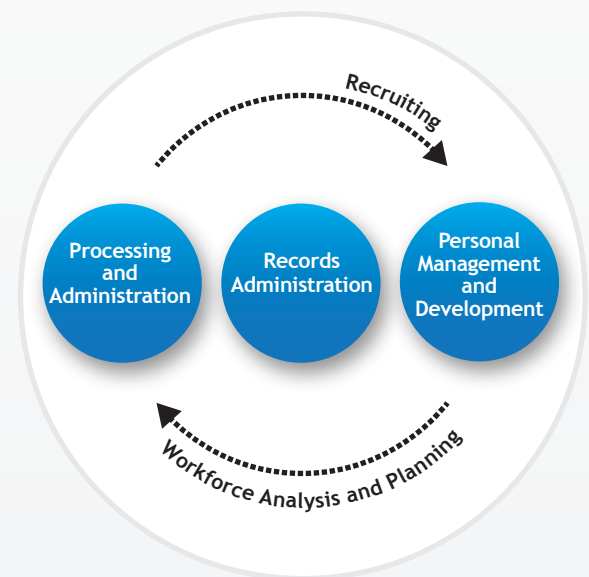 Recruiting
Processing
and
Administration
Records
Administration
Personal
Management
and
Development
Workforce Analysis and Planning